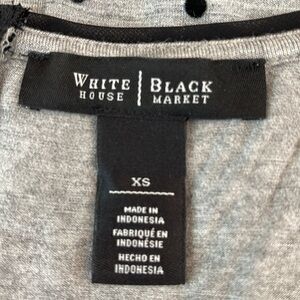 WHITE | BLACK
HOUSE | MARKET
XS
MADE IN
INDONESIA
FABRIQUÉ EN
INDONÉSIE
HECHO EN
INDONESIA